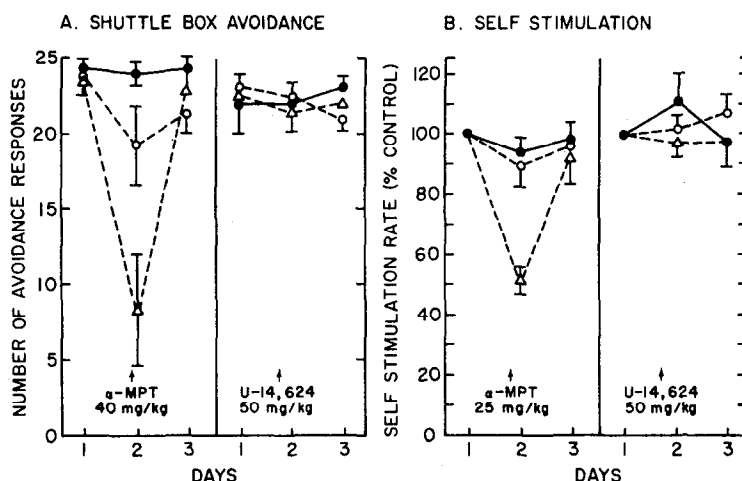 A. SHUTTLE BOX AVOIDANCE
NUMBER OF AVOIDANCE RESPONSES
25
20
15
10
5
0
α-MPT
40 mg/kg
U-14,624
50 mg/kg
1 2 3 1 2 3
DAYS
B. SELF STIMULATION
SELF STIMULATION RATE (% CONTROL)
120
100
80
60
40
20
0
α-MPT
25 mg/kg
U-14,624
50 mg/kg
1 2 3 1 2 3
DAYS